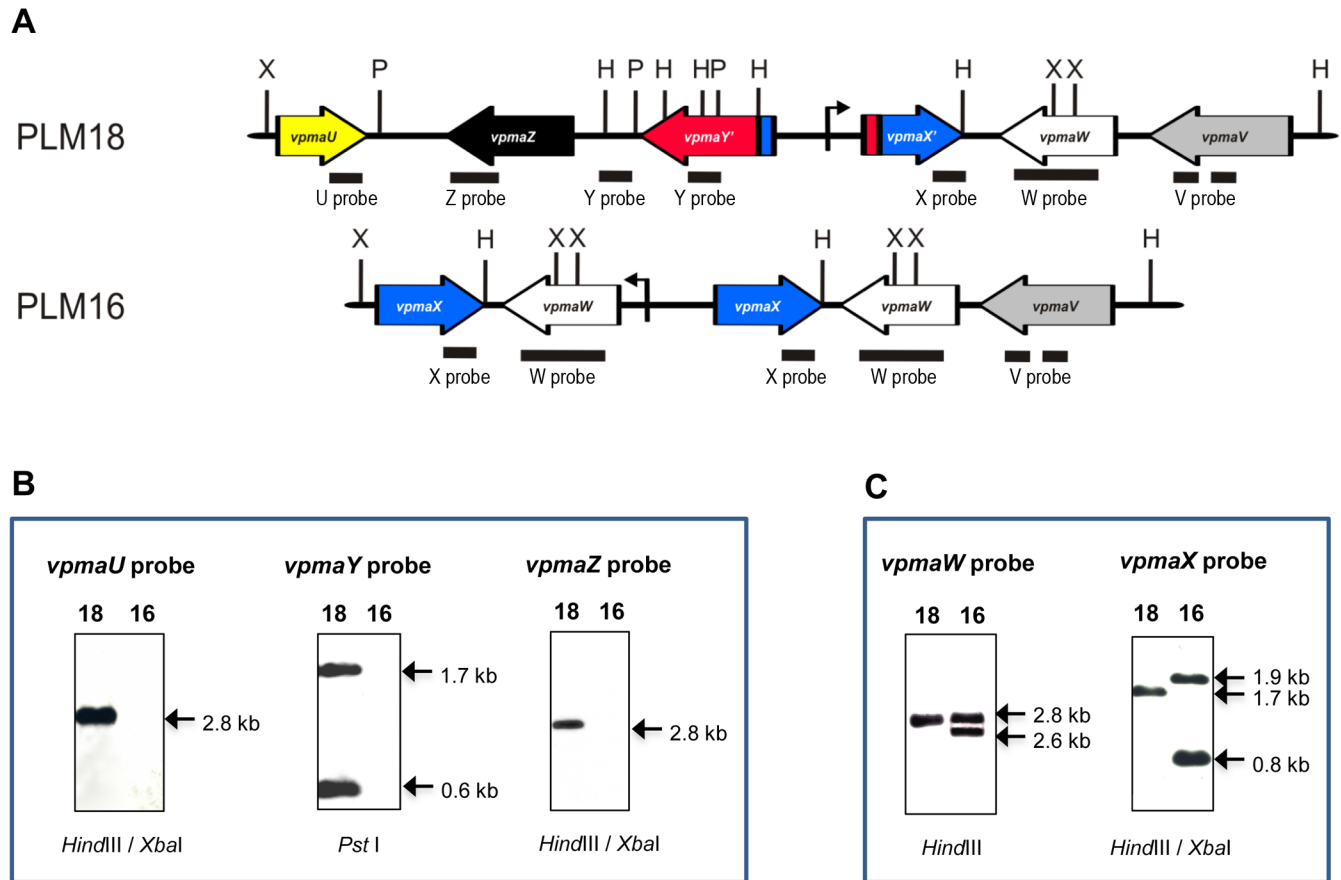 A
X P H P H HP H H X X H
PLM18
vpmaU vpmaZ vpmaY' vpmaX' vpmaW vpmaV
U probe Z probe Y probe Y probe X probe W probe V probe
X H X X H X X H
PLM16
vpmaX vpmaW vpmaX vpmaW vpmaV
X probe W probe X probe W probe V probe
B
vpmaU probe
18 16
2.8 kb
HindIII / XbaI
vpmaY probe
18 16
1.7 kb
0.6 kb
Pst I
vpmaZ probe
18 16
2.8 kb
HindIII / XbaI
C
vpmaW probe
18 16
2.8 kb
2.6 kb
HindIII
vpmaX probe
18 16
1.9 kb
1.7 kb
0.8 kb
HindIII / XbaI